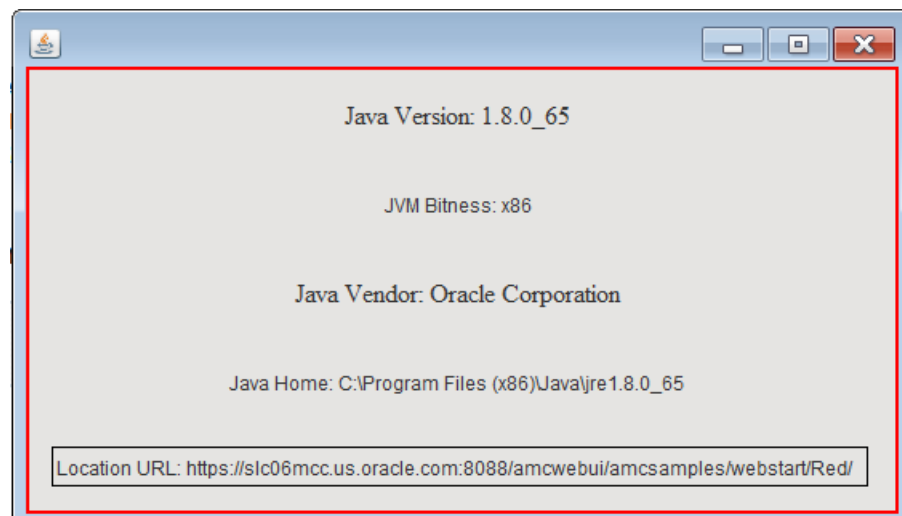 Java Version: 1.8.0_65
JVM Bitness: x86
Java Vendor: Oracle Corporation
Java Home: C:\Program Files (x86)\Java\jre1.8.0_65
Location URL: https://slc06mcc.us.oracle.com:8088/amcwebui/amcsamples/webstart/Red/